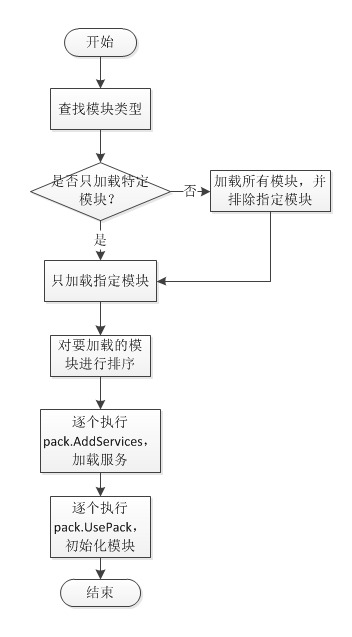 开始
查找模块类型
是否只加载特定
模块？
否
加载所有模块，并
排除指定模块
是
只加载指定模块
对要加载的模
块进行排序
逐个执行
pack.AddServices，
加载服务
逐个执行
pack.UsePack，
初始化模块
结束